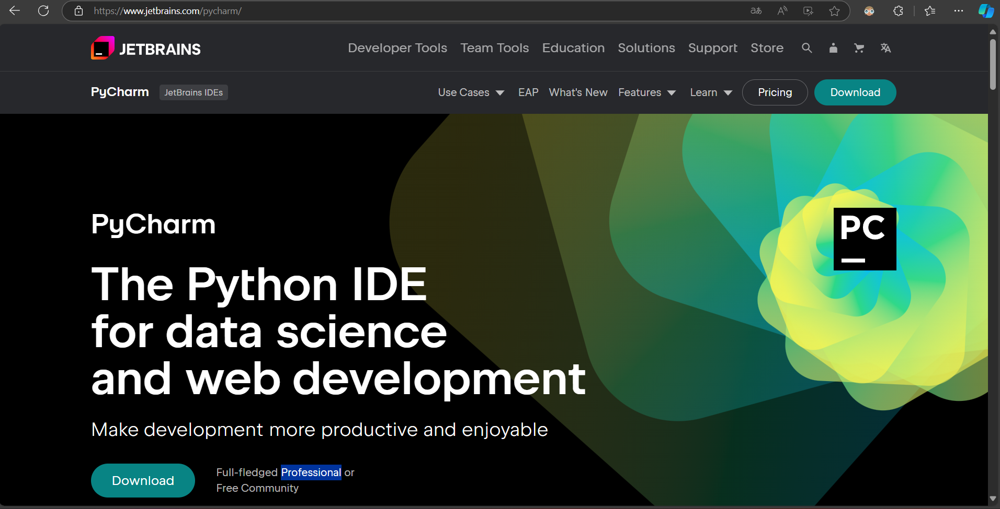 https://www.jetbrains.com/pycharm/
JETBRAINS
Developer Tools Team Tools Education Solutions Support Store
PyCharm JetBrains IDEs
Use Cases EAP What's New Features Learn Pricing Download
PyCharm
PC
The Python IDE
for data science
and web development
Make development more productive and enjoyable
Download
Full-fledged Professional or
Free Community